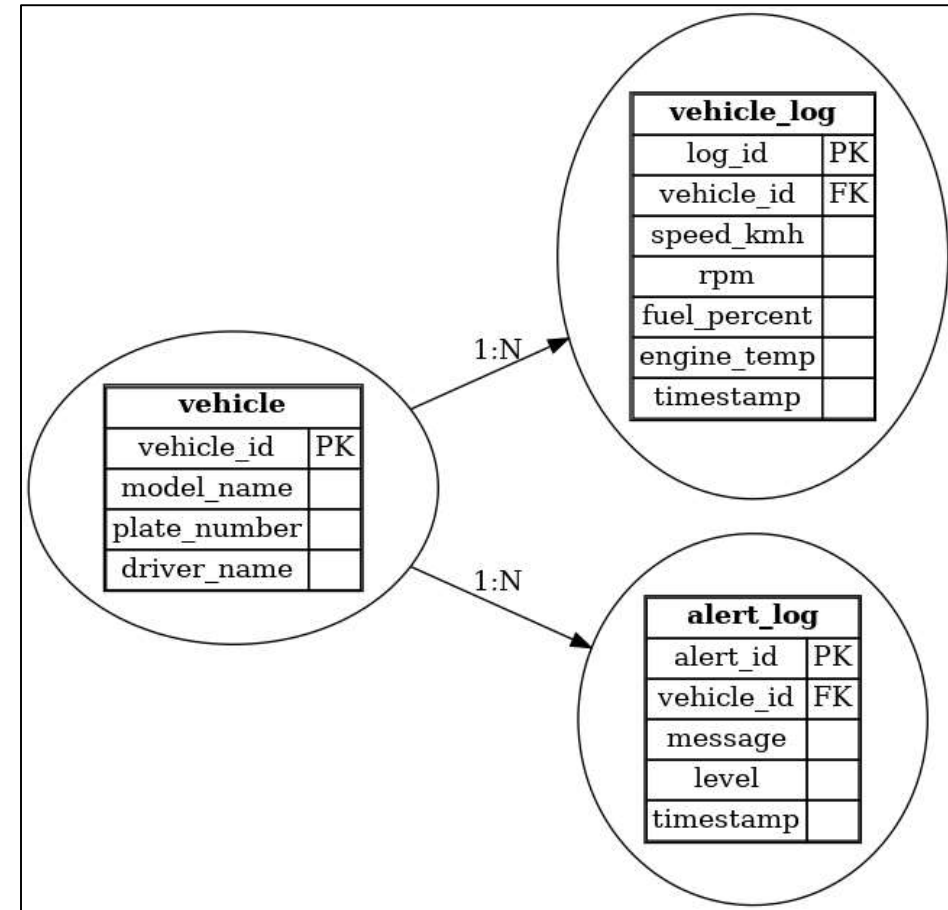 vehicle
vehicle_id PK
model_name
plate_number
driver_name
1:N
1:N
vehicle_log
log_id PK
vehicle_id FK
speed_kmh
rpm
fuel_percent
engine_temp
timestamp
alert_log
alert_id PK
vehicle_id FK
message
level
timestamp